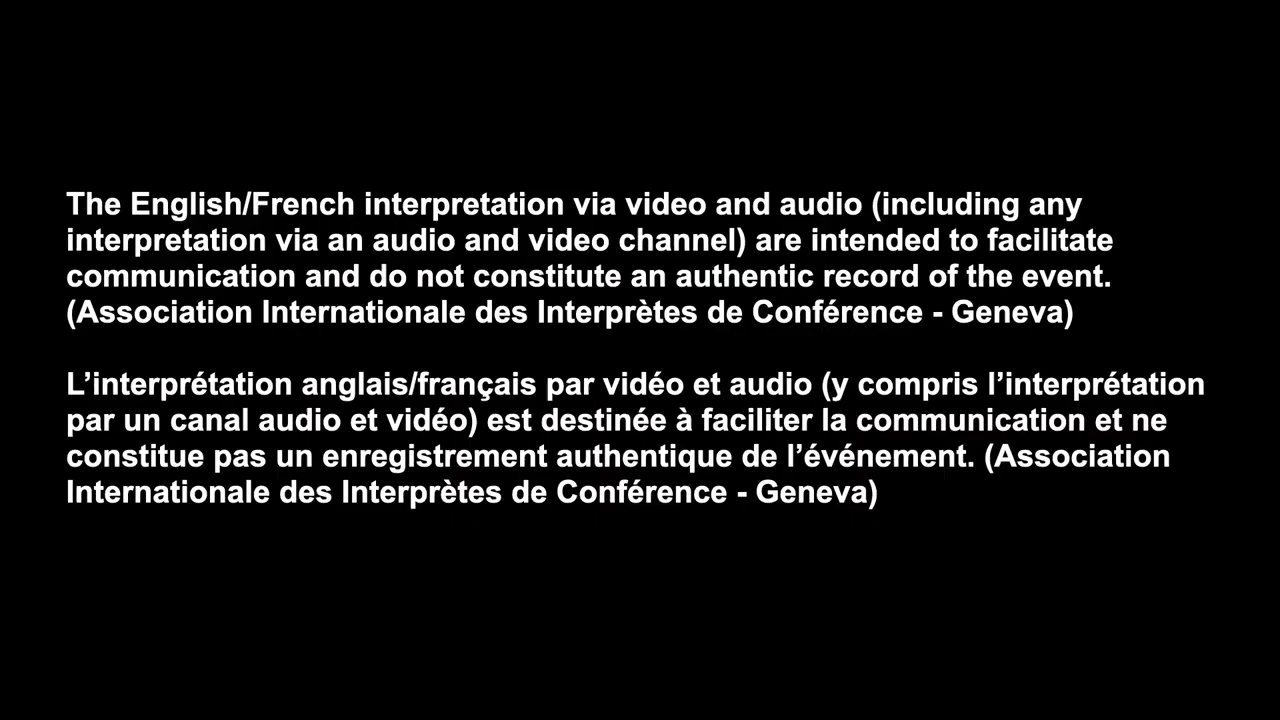 The English/French interpretation via video and audio (including any
interpretation via an audio and video channel) are intended to facilitate
communication and do not constitute an authentic record of the event.
(Association Internationale des Interprètes de Conférence - Geneva)
L’interprétation anglais/français par vidéo et audio (y compris l’interprétation
par un canal audio et vidéo) est destinée à faciliter la communication et ne
constitue pas un enregistrement authentique de l’événement. (Association
Internationale des Interprètes de Conférence - Geneva)